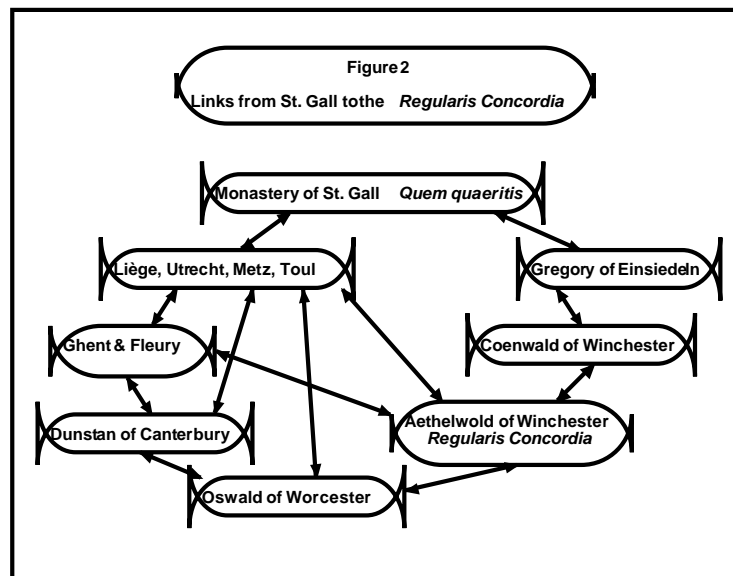 Figure 2
Links from St. Gall tothe Regularis Concordia
Monastery of St. Gall Quem quaeritis
Liège, Utrecht, Metz, Toul
Gregory of Einsiedeln
Ghent & Fleury
Coenwald of Winchester
Dunstan of Canterbury
Aethelwold of Winchester
Regularis Concordia
Oswald of Worcester